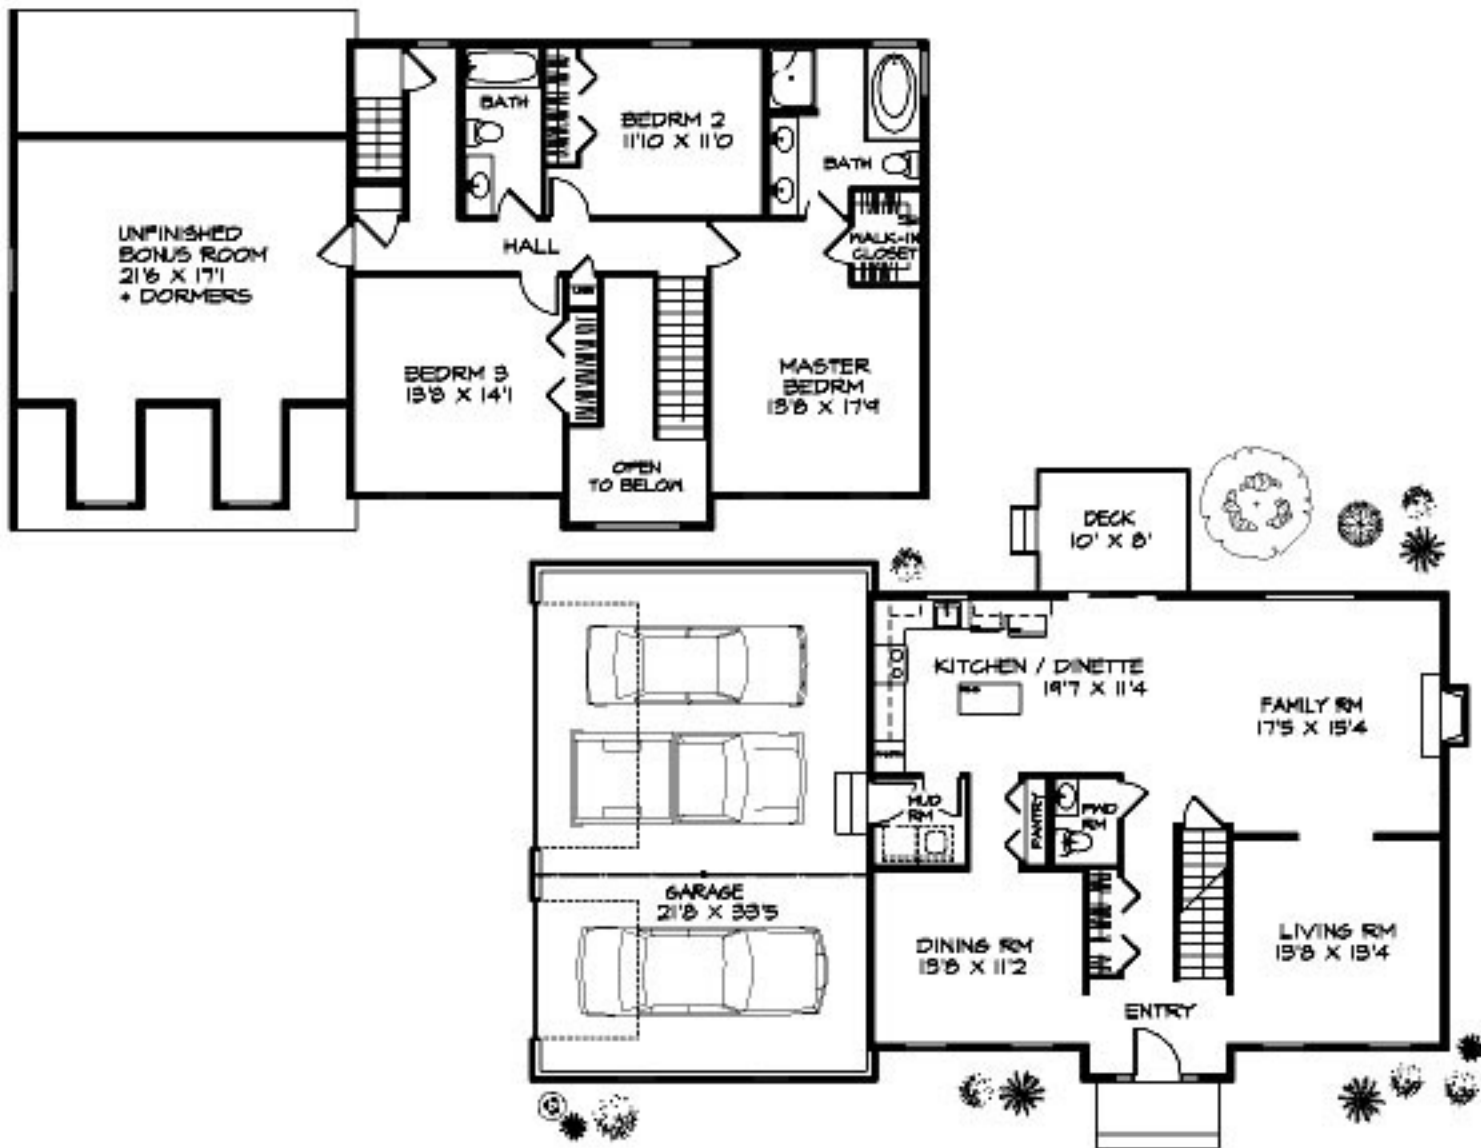 BATH
BEDRM 2
11'10 X 11'0
BATH
UNFINISHED
BONUS ROOM
21'6 X 17'1
+ DORMERS
HALL
WALK-IN
CLOSET
LIN
BEDRM 3
13'8 X 14'1
MASTER
BEDRM
13'8 X 17'9
OPEN
TO BELOW
DECK
10' X 8'
KITCHEN / DINETTE
19'7 X 11'4
FAMILY RM
17'5 X 15'4
MUD
RM
PANTRY
PWD
RM
GARAGE
21'8 X 33'5
DINING RM
13'8 X 11'2
LIVING RM
13'8 X 13'4
ENTRY